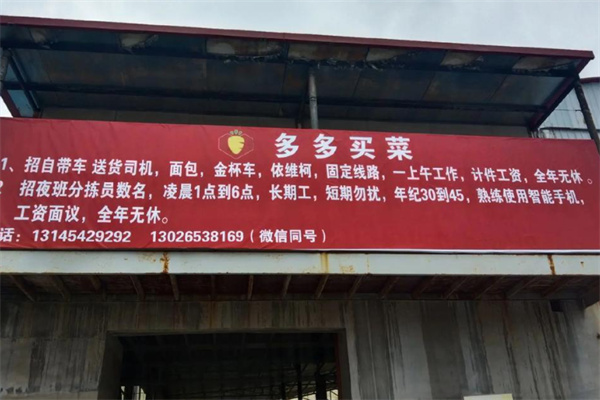 多多买菜
1、招自带车 送货司机，面包，金杯车，依维柯，固定线路，一上午工作，计件工资，全年无休。
2 招夜班分拣员数名，凌晨1点到6点，长期工，短期勿扰，年纪30到45，熟练使用智能手机，
工资面议，全年无休。
话：13145429292 13026538169（微信同号）